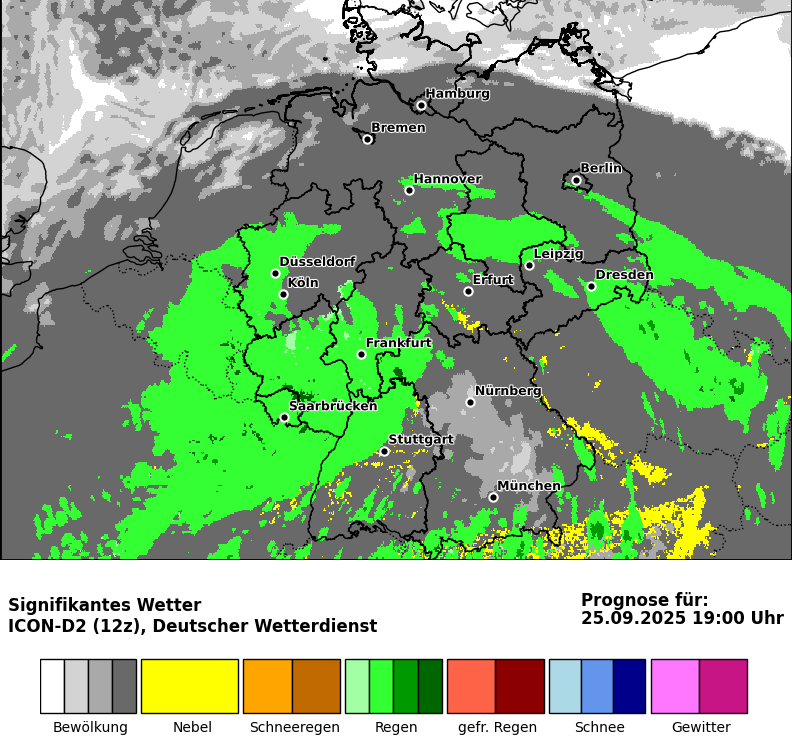 Hamburg
Bremen
Berlin
Hannover
Leipzig
Düsseldorf
Dresden
Köln
Erfurt
Frankfurt
Nürnberg
Saarbrücken
Stuttgart
München
Signifikantes Wetter
ICON-D2 (12z), Deutscher Wetterdienst
Prognose für:
25.09.2025 19:00 Uhr
Bewölkung Nebel Schneeregen Regen gefr. Regen Schnee Gewitter